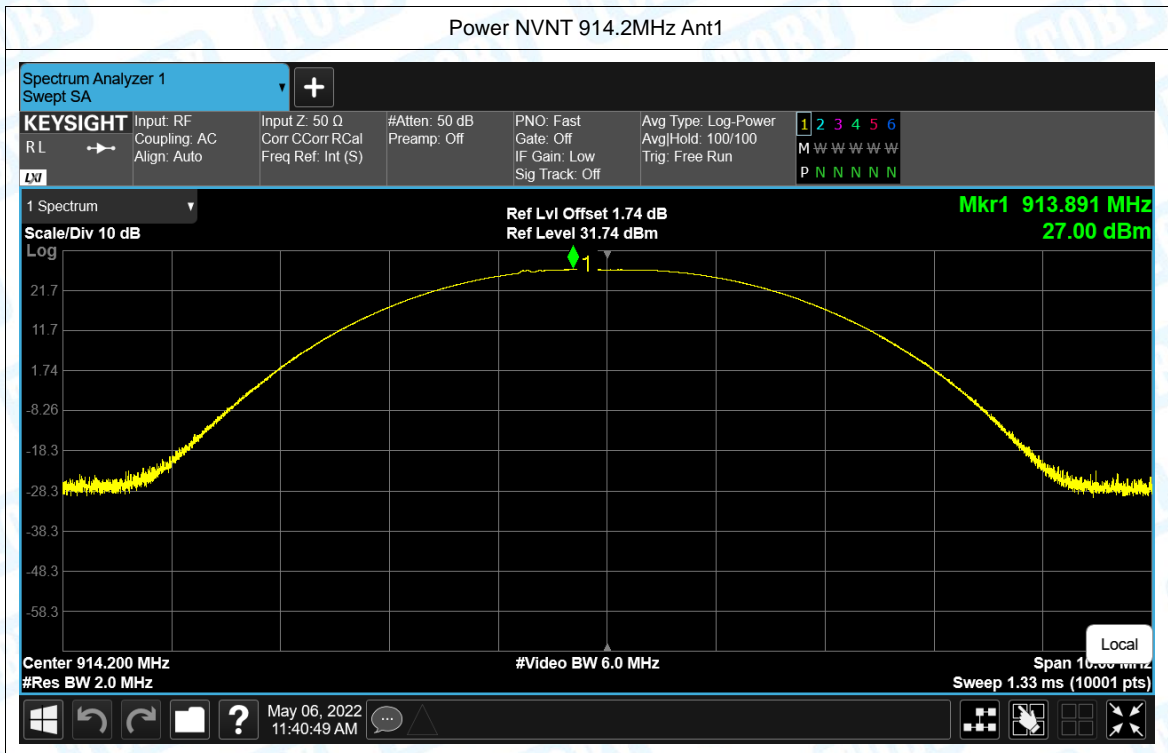 Power NVNT 914.2MHz Ant1
Spectrum Analyzer 1
Swept SA
KEYSIGHT
R L
LXI
Input: RF
Coupling: AC
Align: Auto
Input Z: 50 Ω
Corr CCorr RCal
Freq Ref: Int (S)
#Atten: 50 dB
Preamp: Off
PNO: Fast
Gate: Off
IF Gain: Low
Sig Track: Off
Avg Type: Log-Power
Avg|Hold: 100/100
Trig: Free Run
1 2 3 4 5 6
M W W W W W
P N N N N N
1 Spectrum
Scale/Div 10 dB
Log
Ref Lvl Offset 1.74 dB
Ref Level 31.74 dBm
Mkr1 913.891 MHz
27.00 dBm
1
21.7
11.7
1.74
-8.26
-18.3
-28.3
-38.3
-48.3
-58.3
Local
Center 914.200 MHz
#Video BW 6.0 MHz
Span 10.00 MHz
#Res BW 2.0 MHz
Sweep 1.33 ms (10001 pts)
?
May 06, 2022
11:40:49 AM
TOBY